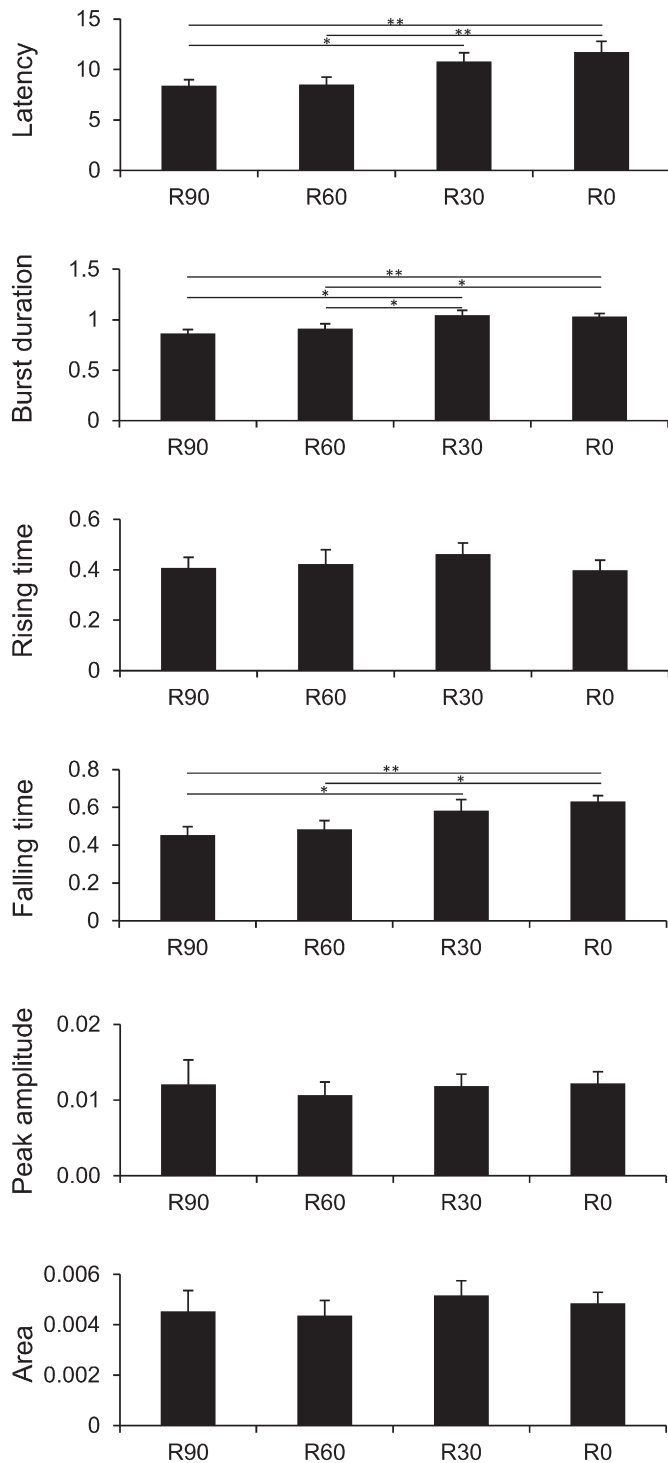 Latency
15
10
5
0
**
**
*
R90 R60 R30 R0
Burst duration
1.5
1
0.5
0
**
*
*
*
R90 R60 R30 R0
Rising time
0.6
0.4
0.2
0
R90 R60 R30 R0
Falling time
0.8
0.6
0.4
0.2
0
**
*
*
R90 R60 R30 R0
Peak amplitude
0.02
0.01
0.00
R90 R60 R30 R0
Area
0.006
0.004
0.002
0
R90 R60 R30 R0